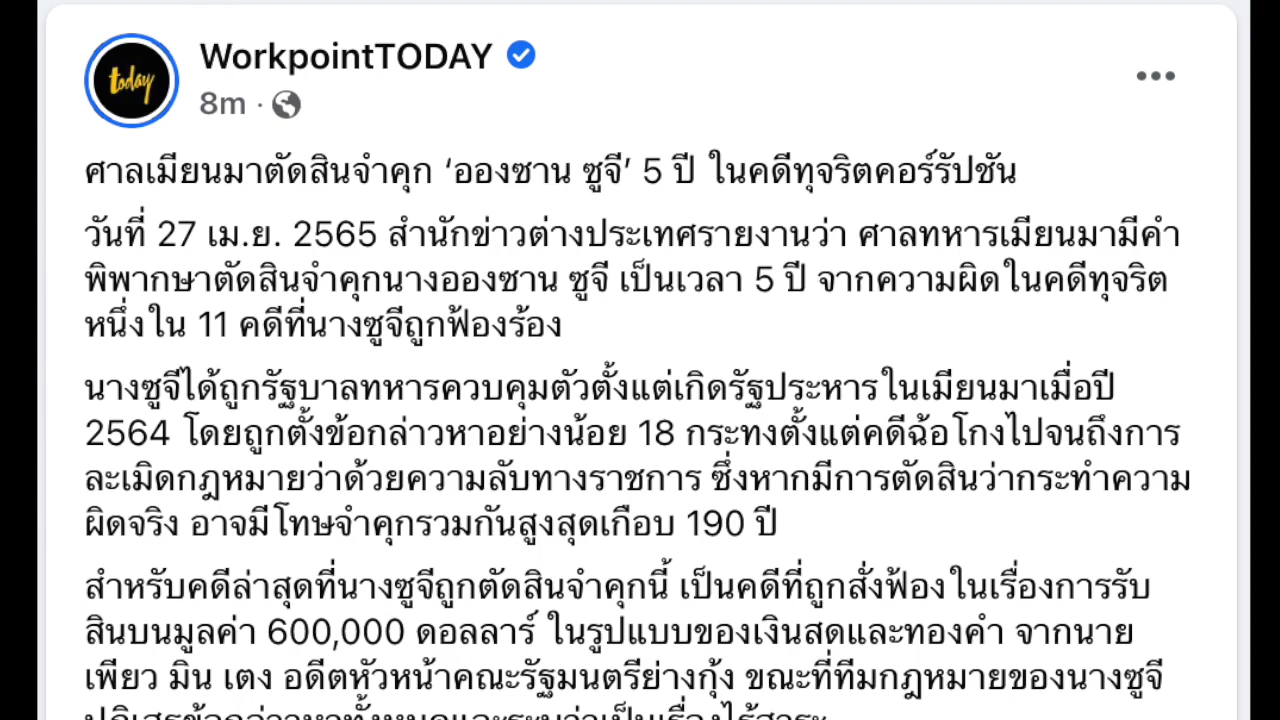 today
WorkpointTODAY
8m ·
ศาลเมียนมาตัดสินจำคุก ‘อองซาน ซูจี’ 5 ปี ในคดีทุจริตคอร์รัปชัน
วันที่ 27 เม.ย. 2565 สำนักข่าวต่างประเทศรายงานว่า ศาลทหารเมียนมามีคำ
พิพากษาตัดสินจำคุกนางอองซาน ซูจี เป็นเวลา 5 ปี จากความผิดในคดีทุจริต
หนึ่งใน 11 คดีที่นางซูจีถูกฟ้องร้อง
นางซูจีได้ถูกรัฐบาลทหารควบคุมตัวตั้งแต่เกิดรัฐประหารในเมียนมาเมื่อปี
2564 โดยถูกตั้งข้อกล่าวหาอย่างน้อย 18 กระทงตั้งแต่คดีฉ้อโกงไปจนถึงการ
ละเมิดกฎหมายว่าด้วยความลับทางราชการ ซึ่งหากมีการตัดสินว่ากระทำความ
ผิดจริง อาจมีโทษจำคุกรวมกันสูงสุดเกือบ 190 ปี
สำหรับคดีล่าสุดที่นางซูจีถูกตัดสินจำคุกนี้ เป็นคดีที่ถูกสั่งฟ้องในเรื่องการรับ
สินบนมูลค่า 600,000 ดอลลาร์ ในรูปแบบของเงินสดและทองคำ จากนาย
เพียว มิน เตง อดีตหัวหน้าคณะรัฐมนตรีย่างกุ้ง ขณะที่ทีมกฎหมายของนางซูจี